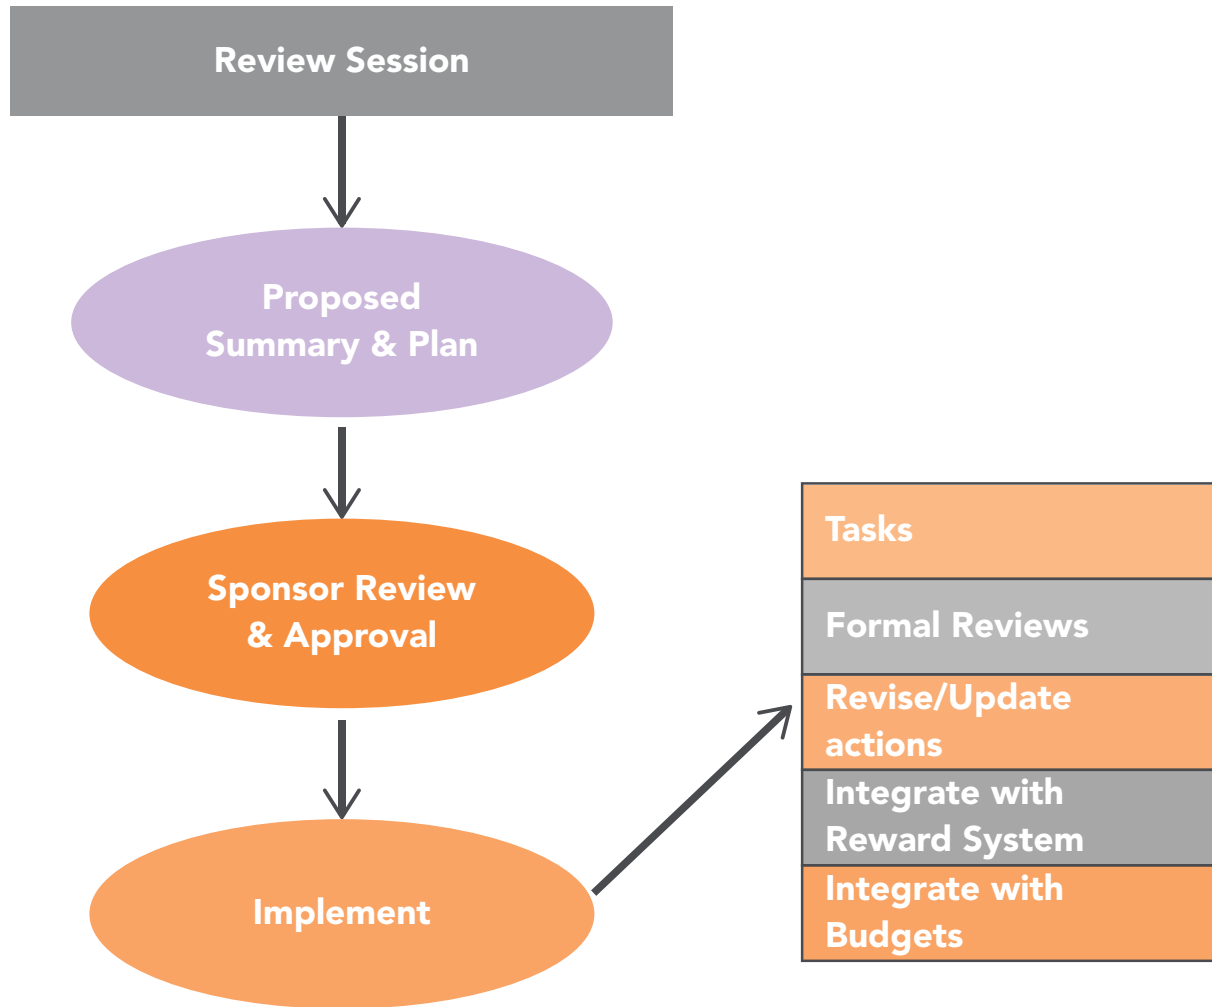 Review Session
Proposed
Summary & Plan
Sponsor Review
& Approval
Implement
Tasks
Formal Reviews
Revise/Update
actions
Integrate with
Reward System
Integrate with
Budgets